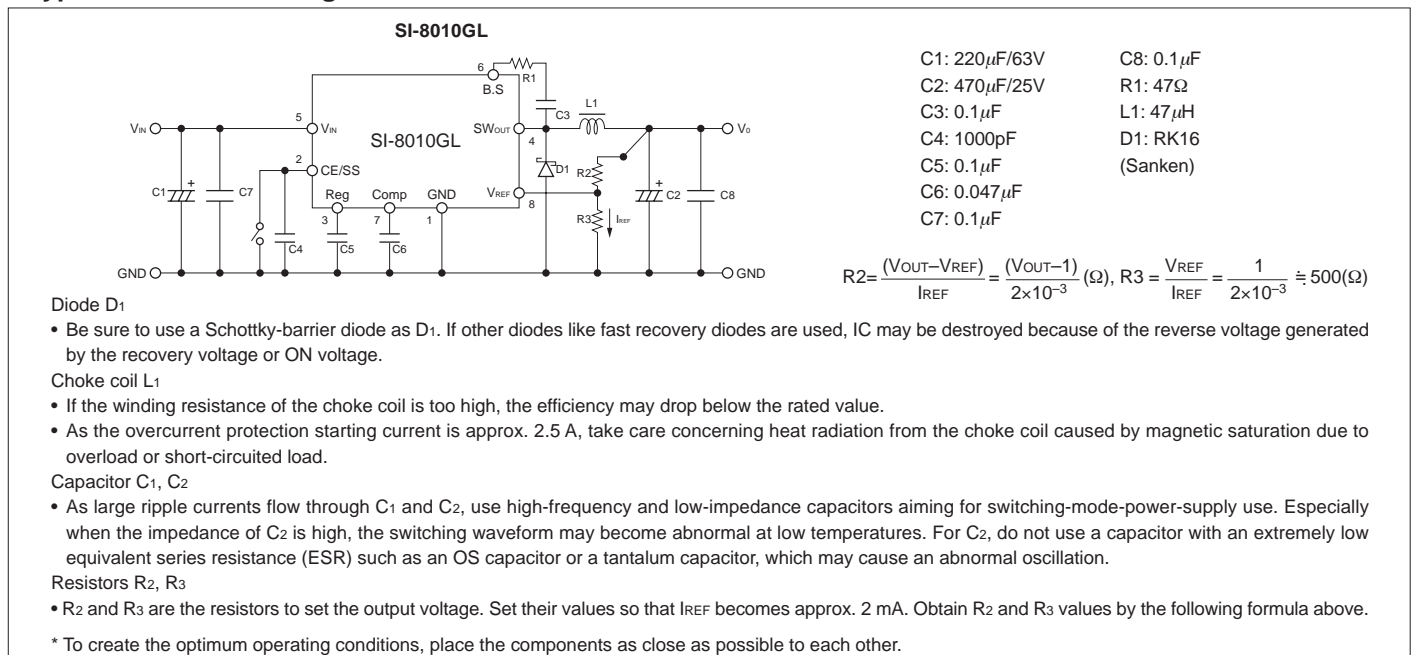 SI-8010GL
6
B.S
R1
C3
L1
VIN
5
VIN
SI-8010GL
SWOUT
4
V0
2
CE/SS
D1
R2
C1
+
C7
Reg
Comp
GND
VREF
8
+
C2
C8
3
7
1
R3
IREF
C4
C5
C6
GND
GND
C1: 220μF/63V
C2: 470μF/25V
C3: 0.1μF
C4: 1000pF
C5: 0.1μF
C6: 0.047μF
C7: 0.1μF
C8: 0.1μF
R1: 47Ω
L1: 47μH
D1: RK16
(Sanken)
R2= (VOUT–VREF) / IREF = (VOUT–1) / 2×10–3 (Ω), R3 = VREF / IREF = 1 / 2×10–3 ≒ 500(Ω)
Diode D1
• Be sure to use a Schottky-barrier diode as D1. If other diodes like fast recovery diodes are used, IC may be destroyed because of the reverse voltage generated
by the recovery voltage or ON voltage.
Choke coil L1
• If the winding resistance of the choke coil is too high, the efficiency may drop below the rated value.
• As the overcurrent protection starting current is approx. 2.5 A, take care concerning heat radiation from the choke coil caused by magnetic saturation due to
overload or short-circuited load.
Capacitor C1, C2
• As large ripple currents flow through C1 and C2, use high-frequency and low-impedance capacitors aiming for switching-mode-power-supply use. Especially
when the impedance of C2 is high, the switching waveform may become abnormal at low temperatures. For C2, do not use a capacitor with an extremely low
equivalent series resistance (ESR) such as an OS capacitor or a tantalum capacitor, which may cause an abnormal oscillation.
Resistors R2, R3
• R2 and R3 are the resistors to set the output voltage. Set their values so that IREF becomes approx. 2 mA. Obtain R2 and R3 values by the following formula above.
* To create the optimum operating conditions, place the components as close as possible to each other.